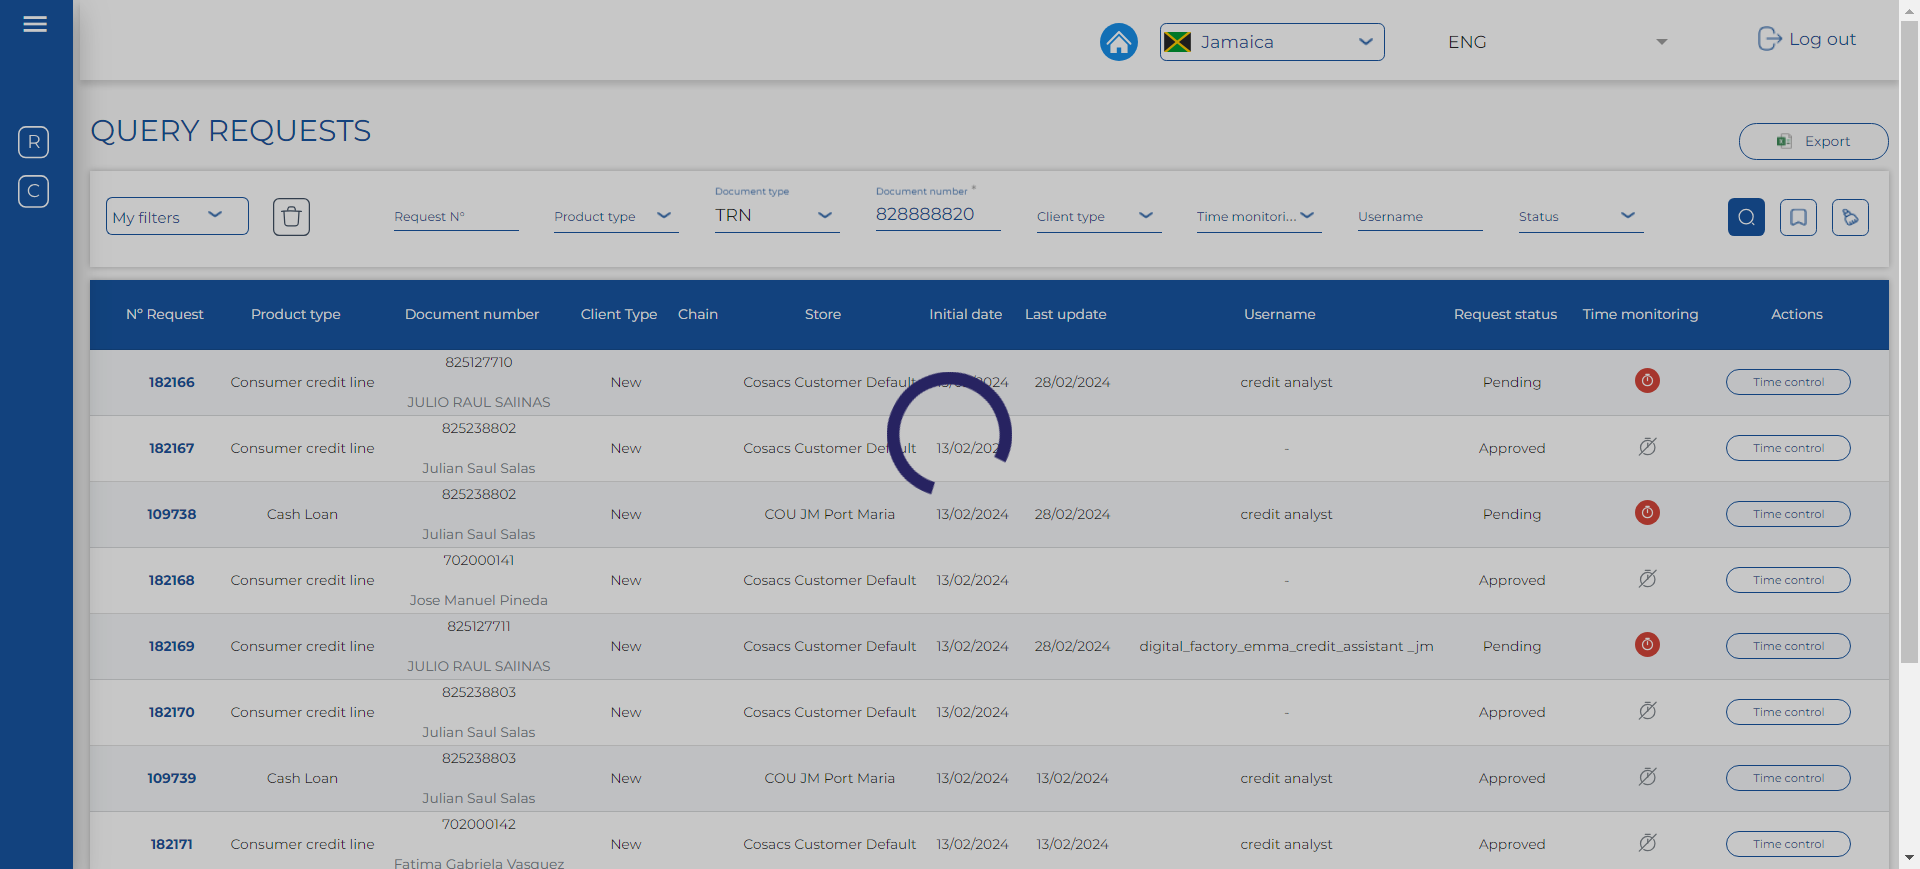 Jamaica
ENG
Log out
R
C
QUERY REQUESTS
Export
My filters
Request N°
Product type
Document type
TRN
Document number *
828888820
Client type
Time monitori...
Username
Status
Nº Request Product type Document number Client Type Chain Store Initial date Last update Username Request status Time monitoring Actions
825127710
182166 Consumer credit line New Cosacs Customer Default 28/02/2024 credit analyst Pending Time control
JULIO RAUL SAlINAS
825238802
182167 Consumer credit line New Cosacs Customer Default 13/02/2024 - Approved Time control
Julian Saul Salas
825238802
109738 Cash Loan New COU JM Port Maria 13/02/2024 28/02/2024 credit analyst Pending Time control
Julian Saul Salas
702000141
182168 Consumer credit line New Cosacs Customer Default 13/02/2024 - Approved Time control
Jose Manuel Pineda
825127711
182169 Consumer credit line New Cosacs Customer Default 13/02/2024 28/02/2024 digital_factory_emma_credit_assistant _jm Pending Time control
JULIO RAUL SAlINAS
825238803
182170 Consumer credit line New Cosacs Customer Default 13/02/2024 - Approved Time control
Julian Saul Salas
825238803
109739 Cash Loan New COU JM Port Maria 13/02/2024 13/02/2024 credit analyst Approved Time control
Julian Saul Salas
702000142
182171 Consumer credit line New Cosacs Customer Default 13/02/2024 13/02/2024 credit analyst Approved Time control
Fatima Gabriela Vasquez